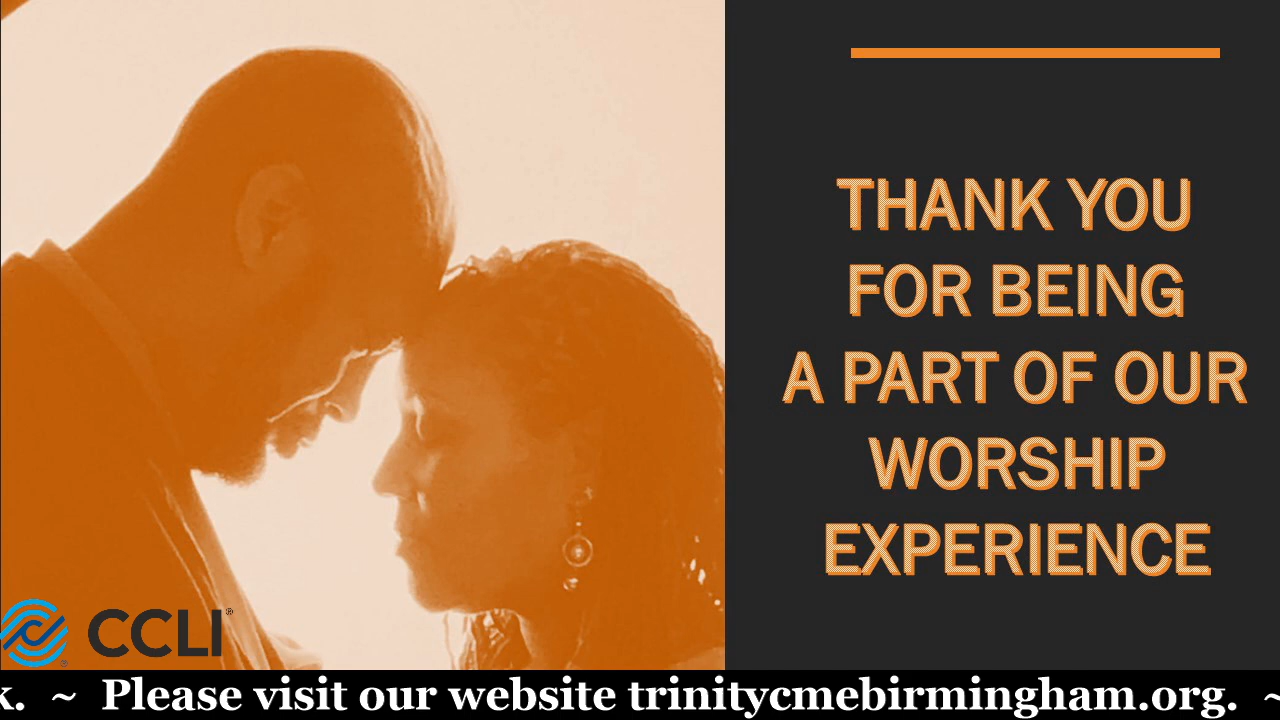 THANK YOU
FOR BEING
A PART OF OUR
WORSHIP
EXPERIENCE
CCLI®
k. ~ Please visit our website trinitycmebirmingham.org. ~